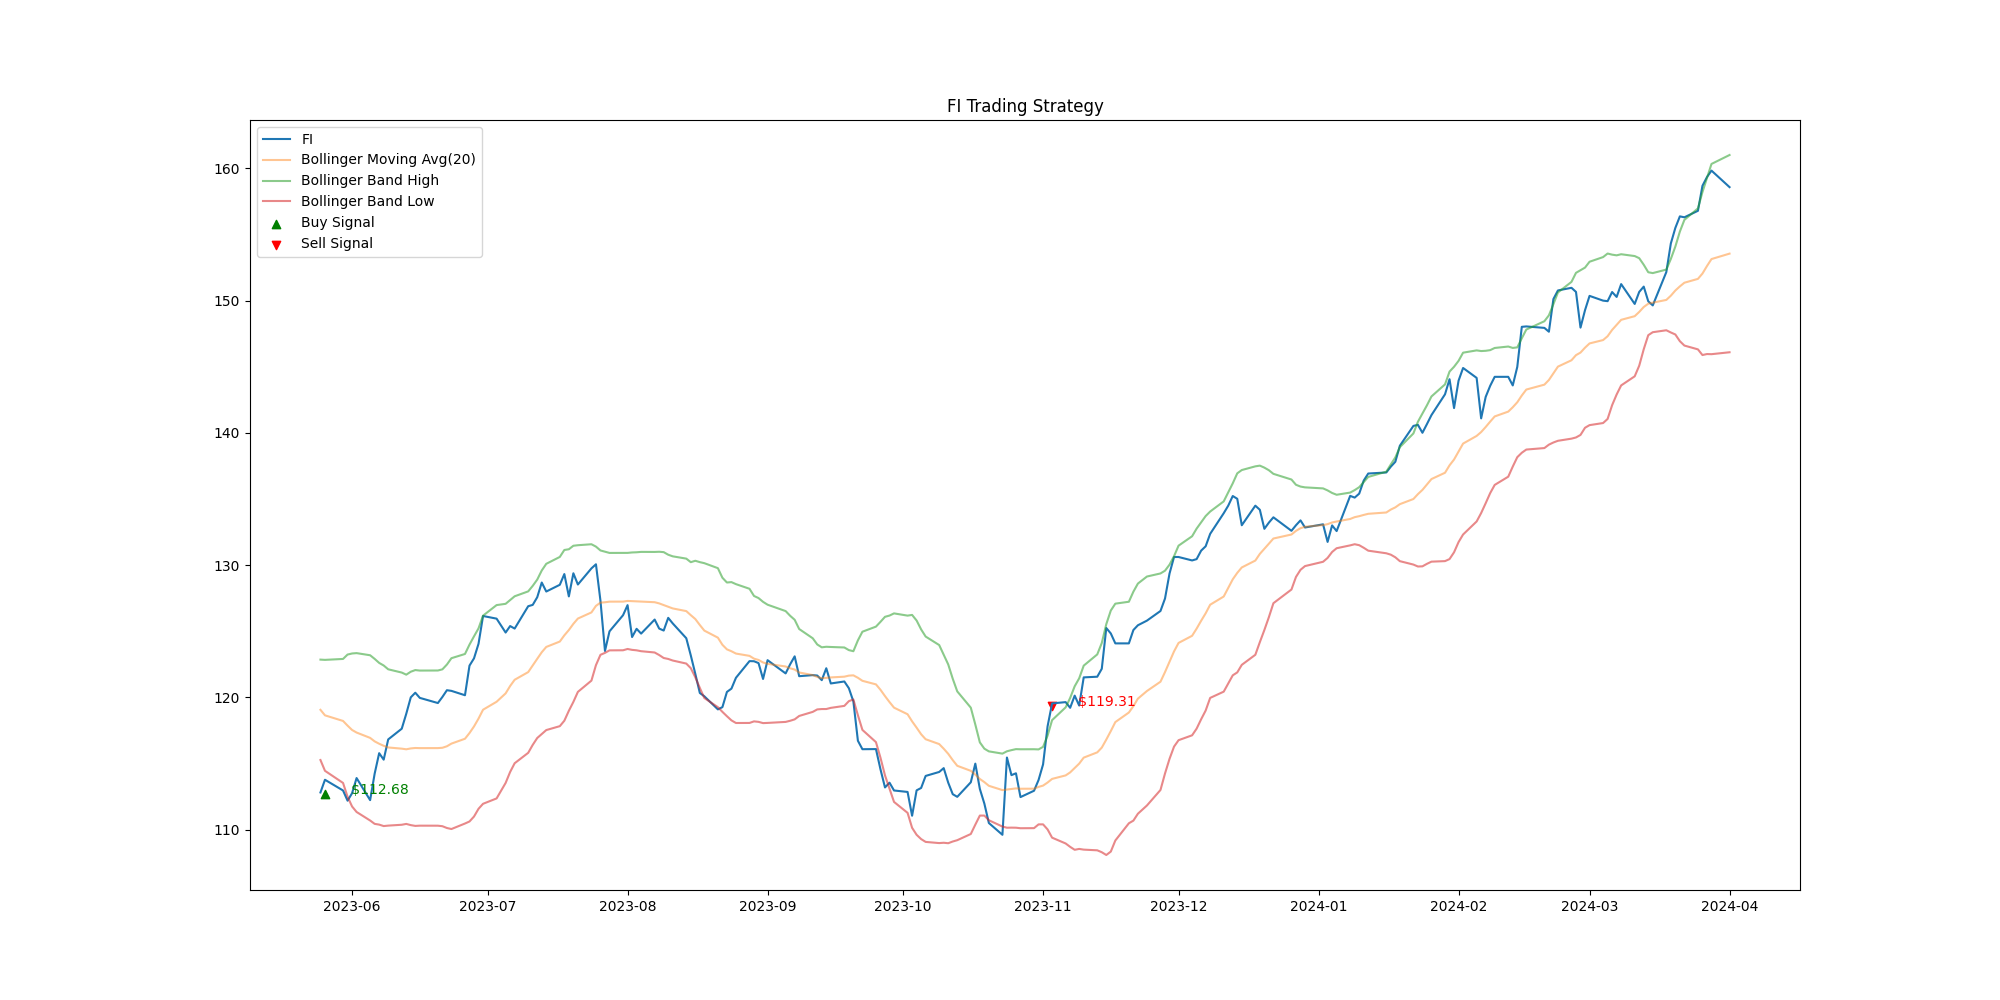 FI Trading Strategy
FI
Bollinger Moving Avg(20)
Bollinger Band High
Bollinger Band Low
Buy Signal
Sell Signal
160
150
140
130
120
110
$119.31
$112.68
2023-06 2023-07 2023-08 2023-09 2023-10 2023-11 2023-12 2024-01 2024-02 2024-03 2024-04